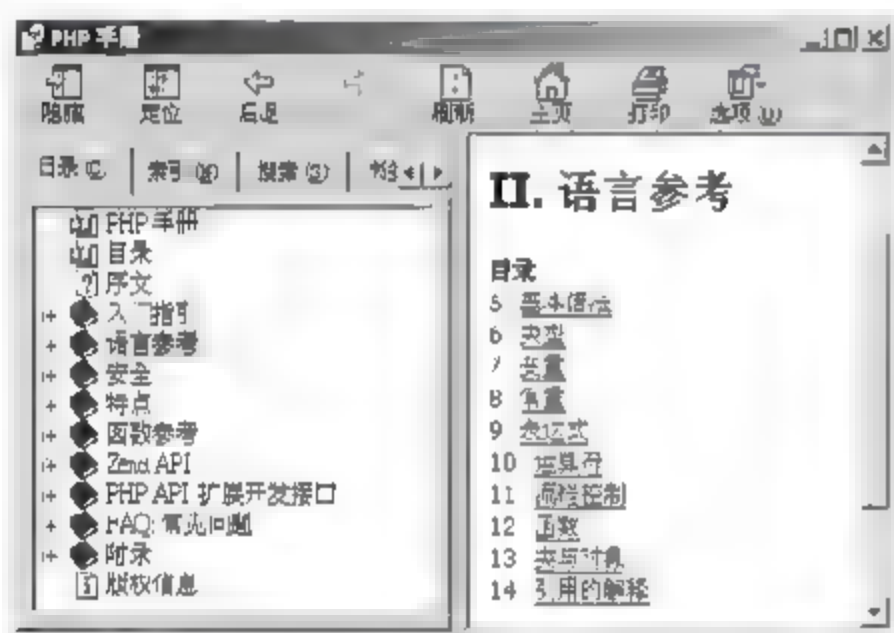 PHP 手册
隐藏 定位 后退 刷新 主页 打印 选项(O)
目录(C) 索引(N) 搜索(S)
PHP 手册
目录
序文
入门指引
语言参考
安全
特点
函数参考
Zend API
PHP API 扩展开发接口
FAQ: 常见问题
附录
版权信息
II. 语言参考
目录
5 基本语法
6 类型
7 变量
8 常量
9 表达式
10 运算符
11 流程控制
12 函数
13 类与对象
14 引用的解释